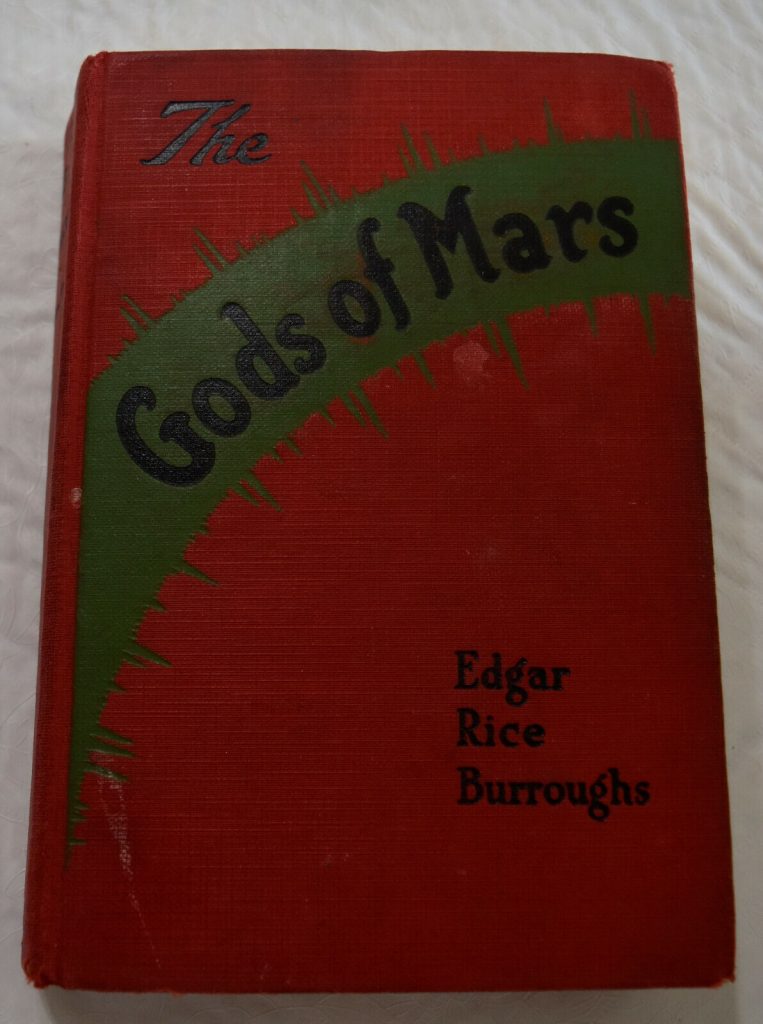 The
Gods of Mars
Edgar
Rice
Burroughs